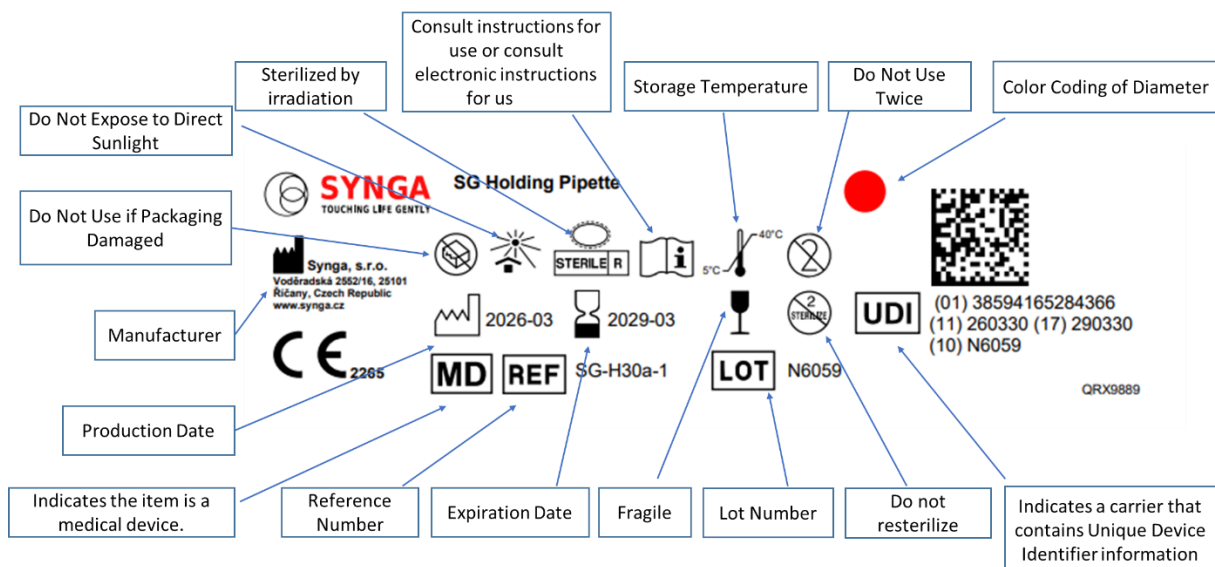 Consult instructions for
use or consult
electronic instructions
for us
Sterilized by
irradiation
Storage Temperature
Do Not Use
Twice
Color Coding of Diameter
Do Not Expose to Direct
Sunlight
SYNGA
TOUCHING LIFE GENTLY
SG Holding Pipette
Do Not Use if Packaging
Damaged
STERILE R
i
5°C
40°C
2
Synga, s.r.o.
Voděradská 2552/16, 25101
Říčany, Czech Republic
www.synga.cz
2026-03
2029-03
2
STERILIZE
UDI
(01) 38594165284366
(11) 260330 (17) 290330
(10) N6059
Manufacturer
CE 2265
MD
REF
SG-H30a-1
LOT
N6059
QRX9889
Production Date
Indicates the item is a
medical device.
Reference
Number
Expiration Date
Fragile
Lot Number
Do not
resterilize
Indicates a carrier that
contains Unique Device
Identifier information